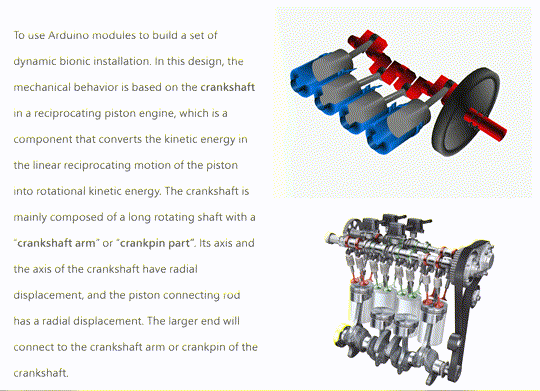 To use Arduino modules to build a set of
dynamic bionic installation. In this design, the
mechanical behavior is based on the crankshaft
in a reciprocating piston engine, which is a
component that converts the kinetic energy in
the linear reciprocating motion of the piston
into rotational kinetic energy. The crankshaft is
mainly composed of a long rotating shaft with a
"crankshaft arm" or "crankpin part". Its axis and
the axis of the crankshaft have radial
displacement, and the piston connecting rod
has a radial displacement. The larger end will
connect to the crankshaft arm or crankpin of the
crankshaft.